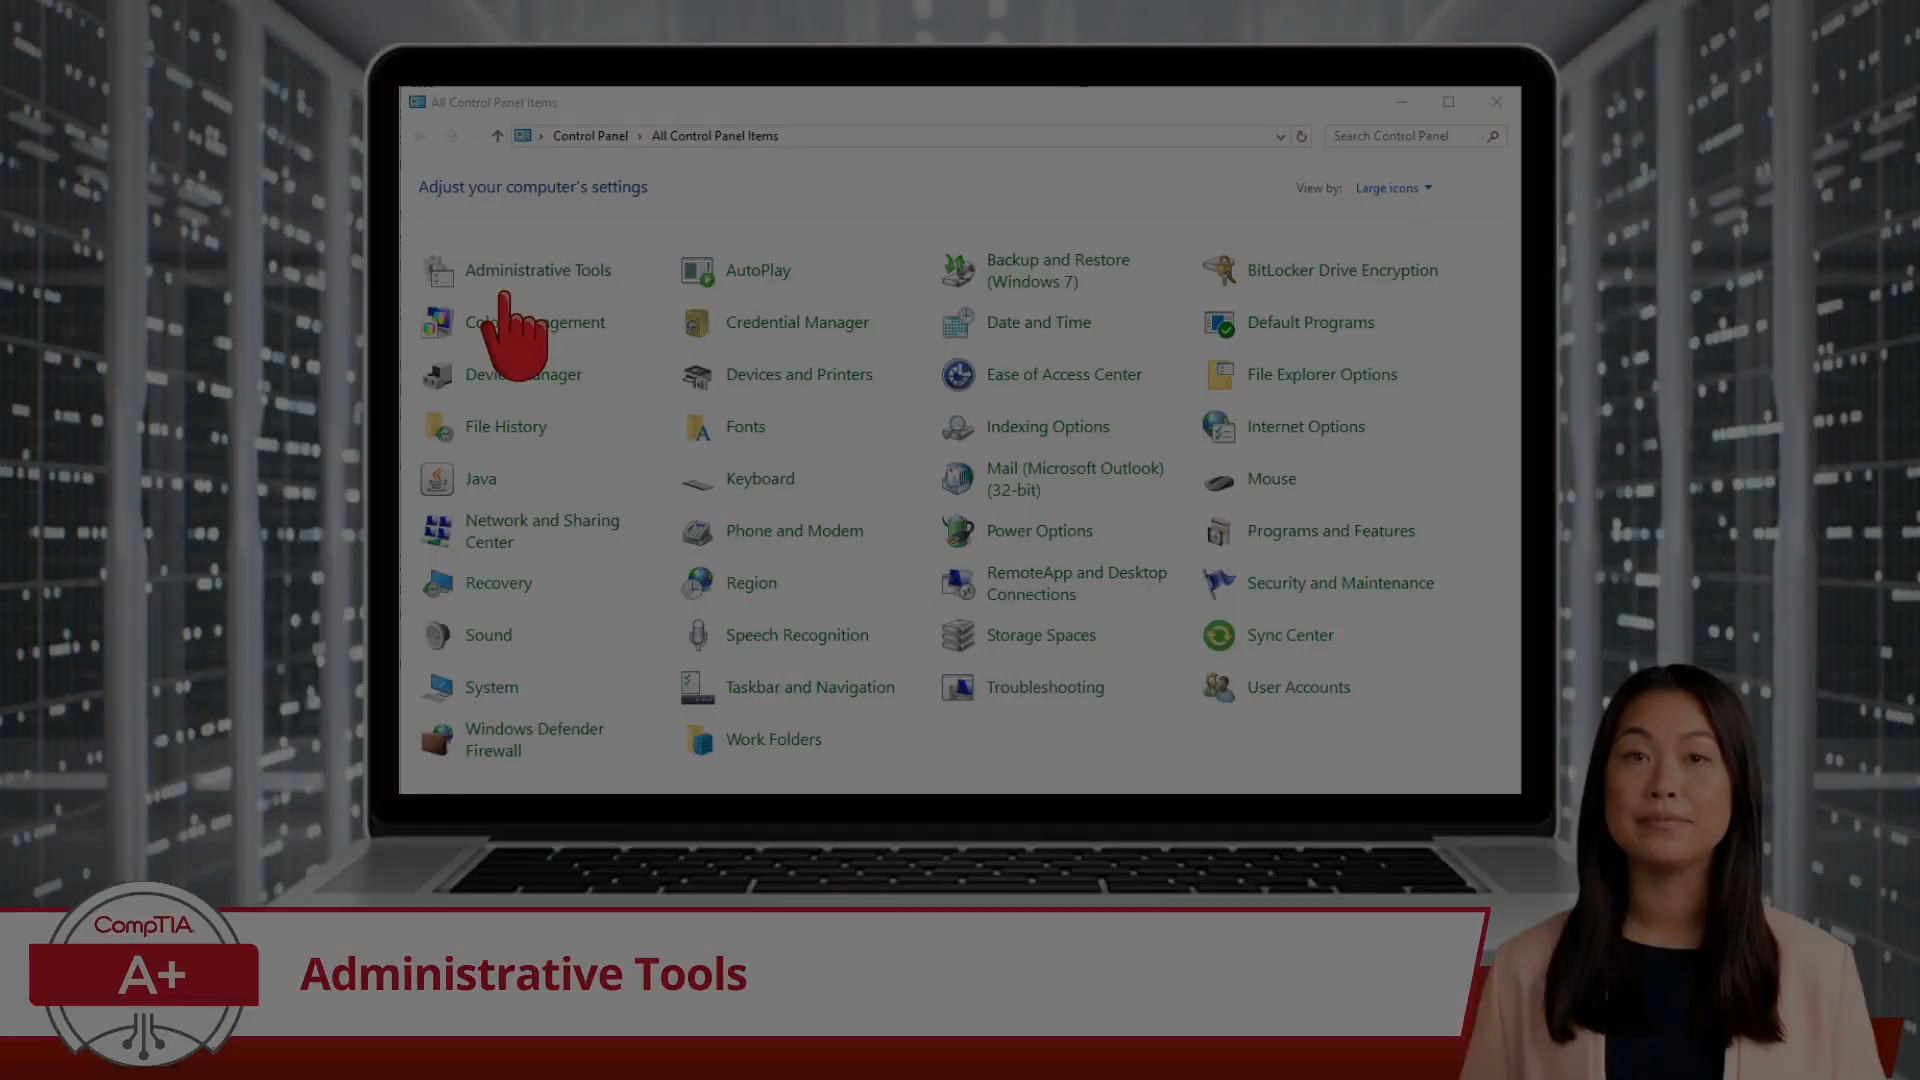 All Control Panel Items
Control Panel > All Control Panel Items
Search Control Panel
Adjust your computer's settings
View by: Large icons
Administrative Tools
AutoPlay
Backup and Restore
(Windows 7)
BitLocker Drive Encryption
Co
gement
Credential Manager
Date and Time
Default Programs
Devic
anager
Devices and Printers
Ease of Access Center
File Explorer Options
File History
Fonts
Indexing Options
Internet Options
Java
Keyboard
Mail (Microsoft Outlook)
(32-bit)
Mouse
Network and Sharing
Center
Phone and Modem
Power Options
Programs and Features
Recovery
Region
RemoteApp and Desktop
Connections
Security and Maintenance
Sound
Speech Recognition
Storage Spaces
Sync Center
System
Taskbar and Navigation
Troubleshooting
User Accounts
Windows Defender
Firewall
Work Folders
CompTIA
A+
Administrative Tools